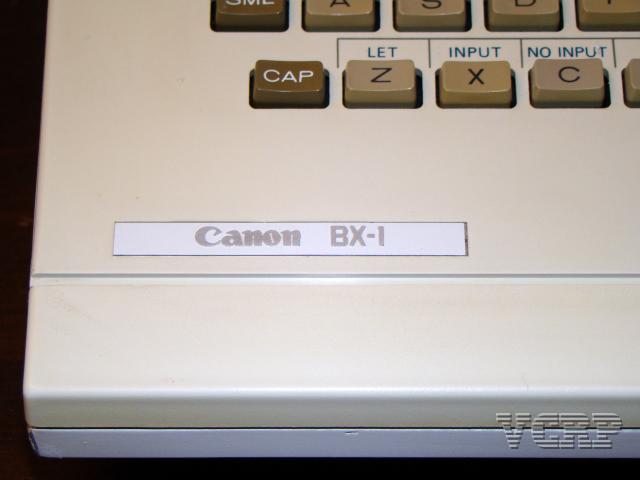 SML A S D
LET INPUT NO INPUT
CAP Z X C
Canon BX-1
VCRP